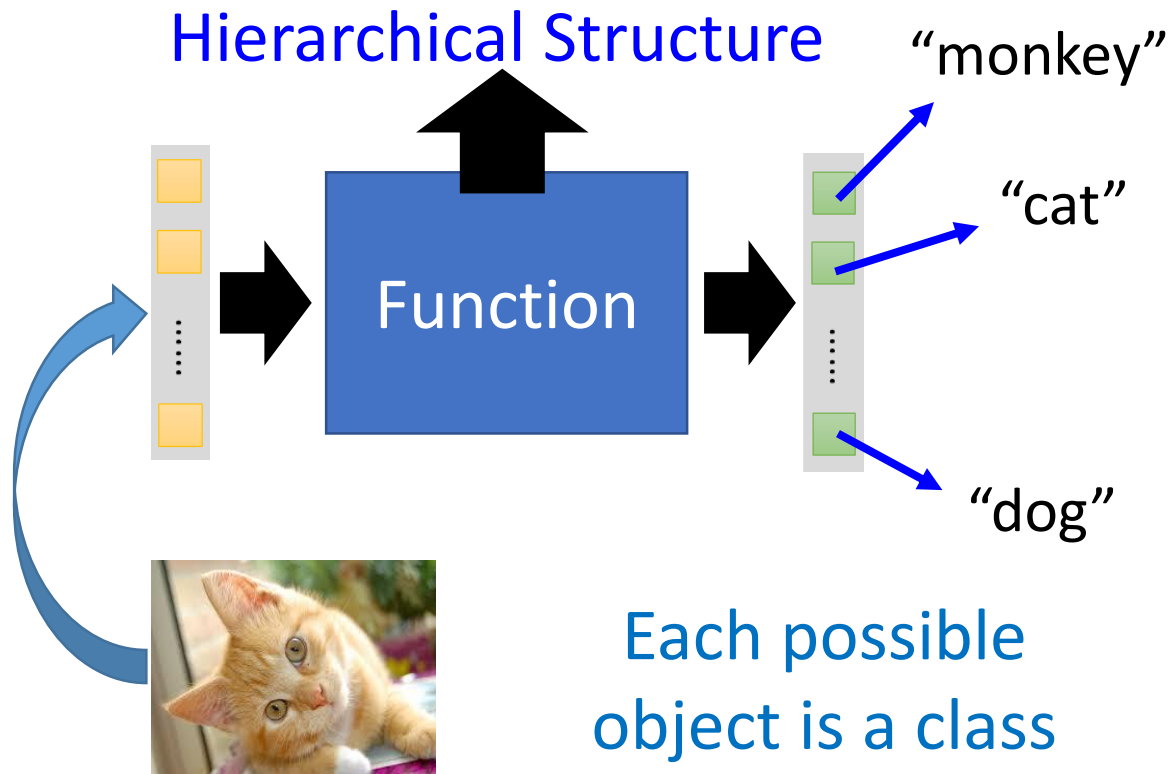 Hierarchical Structure
“monkey”
“cat”
Function
“dog”
Each possible
object is a class